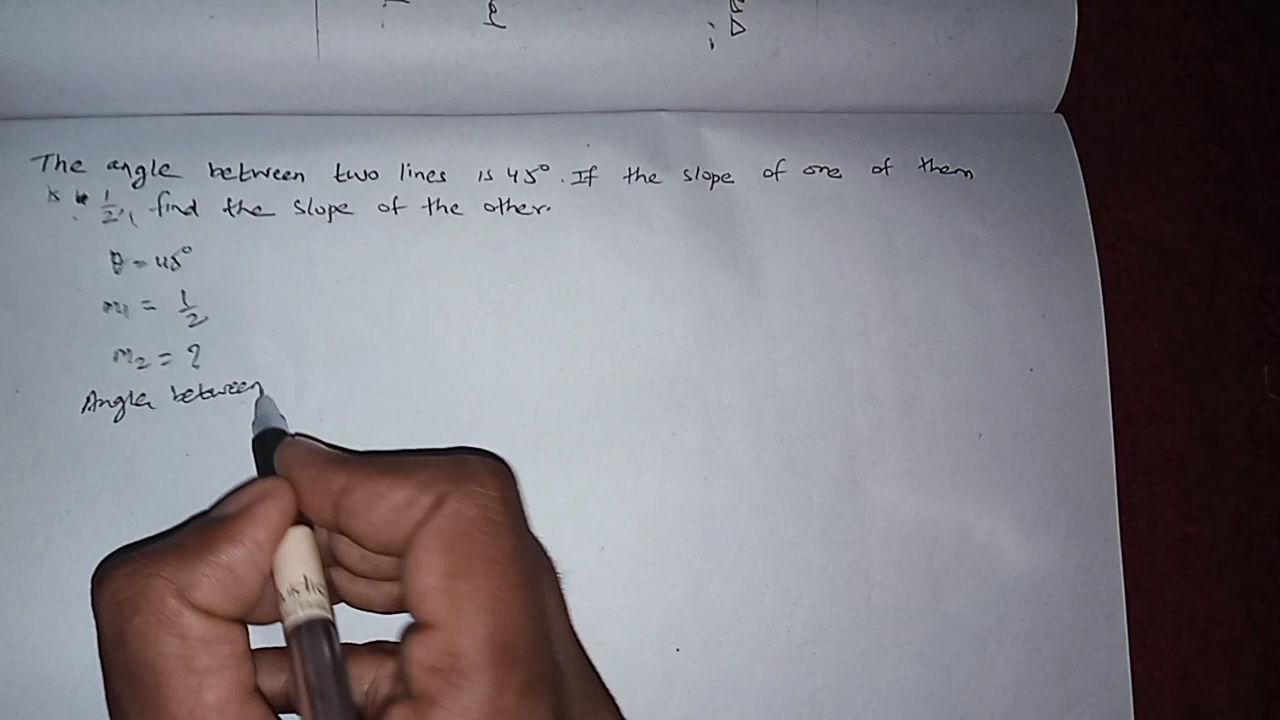 The angle between two lines is 45°. If the slope of one of them
is 1/2, find the slope of the other.
θ = 45°
m1 = 1/2
m2 = ?
Angle between